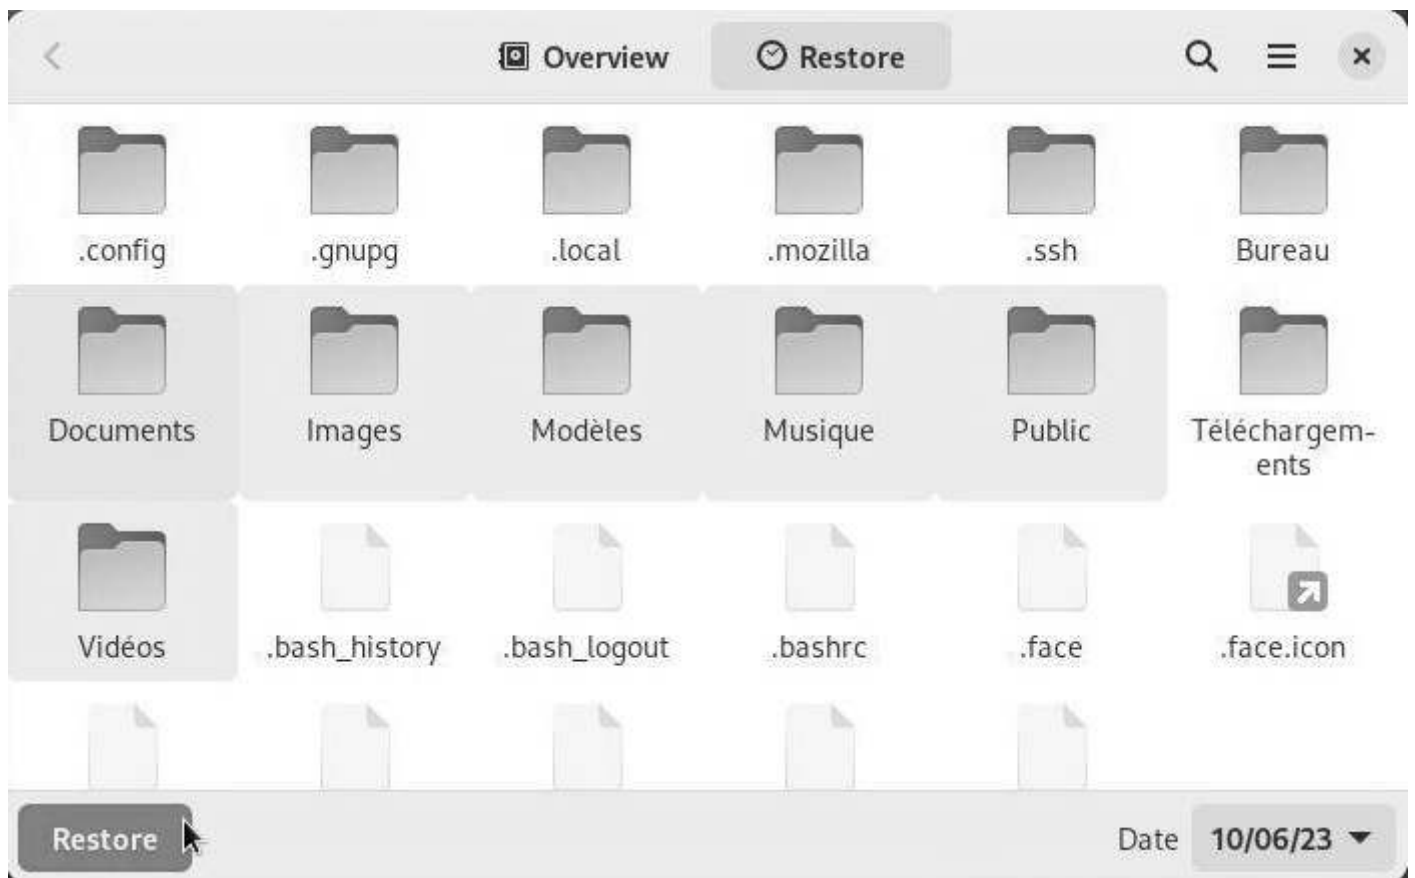 Overview Restore
.config .gnupg .local .mozilla .ssh Bureau
Documents Images Modèles Musique Public Téléchargem-
ents
Vidéos .bash_history .bash_logout .bashrc .face .face.icon
Restore Date 10/06/23